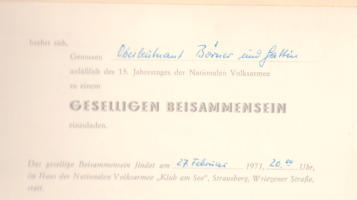 beehrt sich,
Genossen Oberleutnant Börner und Gattin
anläßlich des 15. Jahrestages der Nationalen Volksarmee
zu einem
GESELLIGEN BEISAMMENSEIN
einzuladen.
Das gesellige Beisammensein findet am 27. Februar 1971, 20.00 Uhr,
im Haus der Nationalen Volksarmee „Klub am See“, Strausberg, Wriezener Straße,
statt.